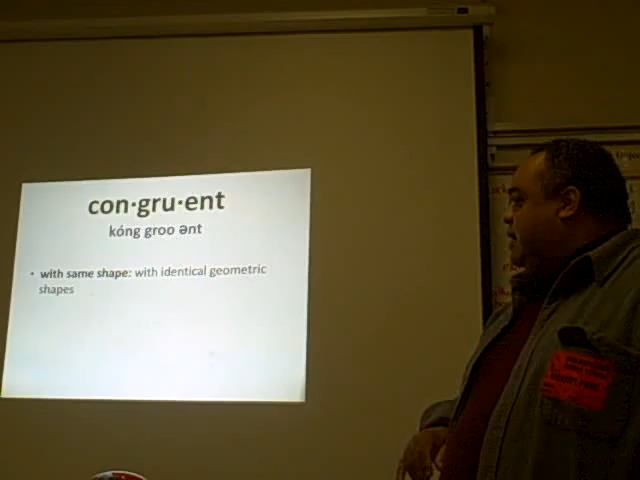 con·gru·ent
kóng groo ənt
• with same shape: with identical geometric
shapes